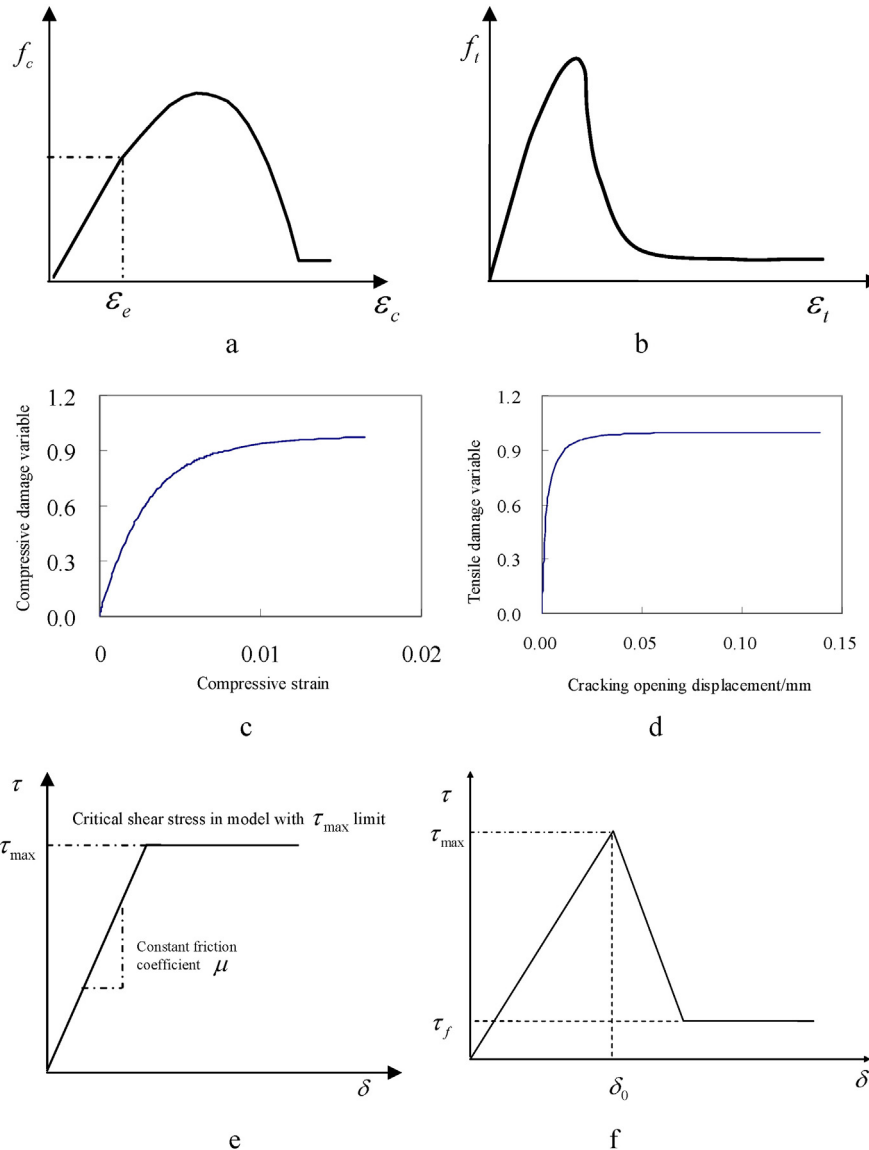 f_c
ε_e
ε_c
a
f_t
ε_t
b
Compressive damage variable
1.2
0.9
0.6
0.3
0.0
0
0.01
0.02
Compressive strain
c
Tensile damage variable
1.2
0.9
0.6
0.3
0.0
0.00
0.05
0.10
0.15
Cracking opening displacement/mm
d
τ
Critical shear stress in model with τ_max limit
τ_max
Constant friction
coefficient μ
δ
e
τ
τ_max
τ_f
δ_0
δ
f